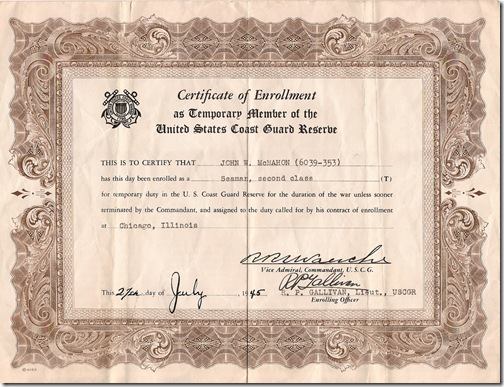 Certificate of Enrollment
as Temporary Member of the
United States Coast Guard Reserve
THIS IS TO CERTIFY THAT JOHN W. McMAHON (6039-353)
has this day been enrolled as a Seaman, second class (T)
for temporary duty in the U. S. Coast Guard Reserve for the duration of the war unless sooner
terminated by the Commandant, and assigned to the duty called for by his contract of enrollment
at Chicago, Illinois
Vice Admiral, Commandant, U.S.C.G.
R P Gallivan
This 27th day of July 1945 R. P. GALLIVAN, Lieut., USCGR
Enrolling Officer